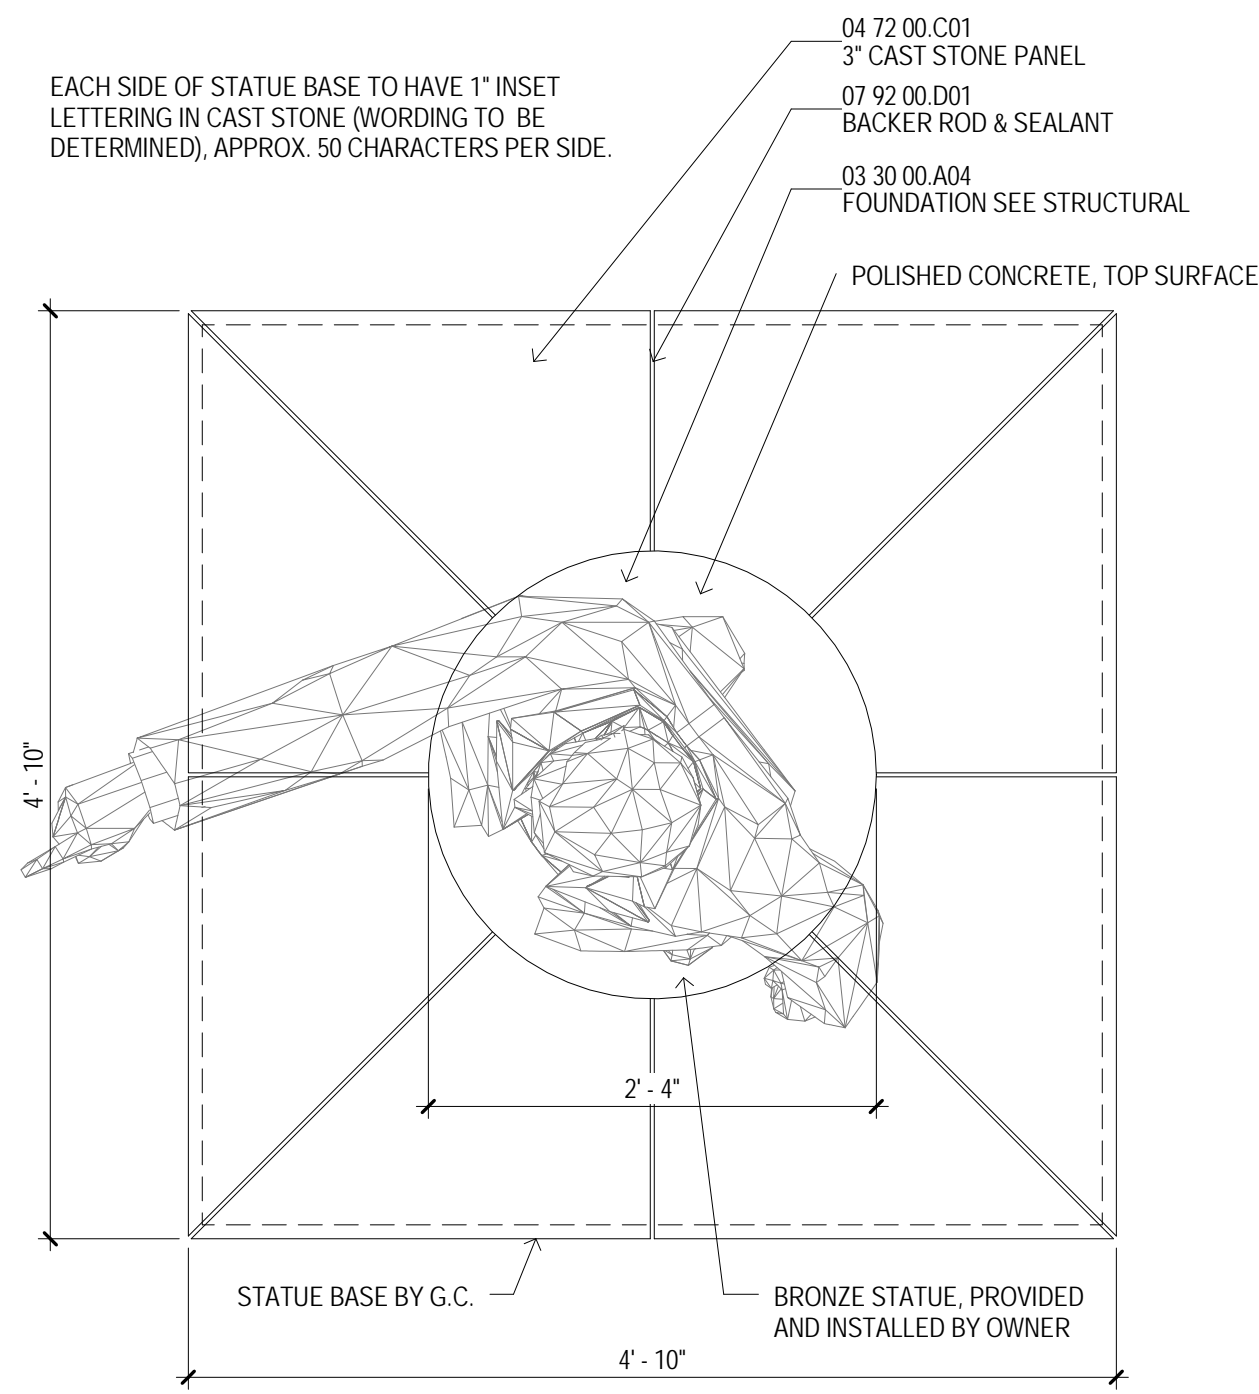 04 72 00.C01
3" CAST STONE PANEL
EACH SIDE OF STATUE BASE TO HAVE 1" INSET
LETTERING IN CAST STONE (WORDING TO BE
DETERMINED), APPROX. 50 CHARACTERS PER SIDE.
07 92 00.D01
BACKER ROD & SEALANT
03 30 00.A04
FOUNDATION SEE STRUCTURAL
POLISHED CONCRETE, TOP SURFACE
4' - 10"
2' - 4"
STATUE BASE BY G.C.
BRONZE STATUE, PROVIDED
AND INSTALLED BY OWNER
4' - 10"